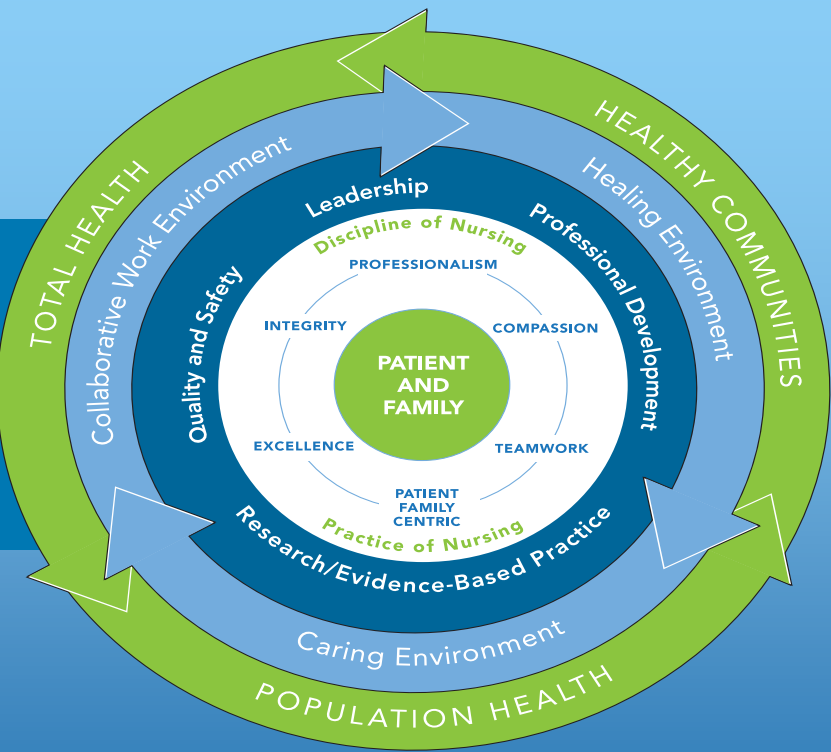 TOTAL HEALTH
HEALTHY COMMUNITIES
POPULATION HEALTH
Collaborative Work Environment
Healing Environment
Caring Environment
Leadership
Professional Development
Quality and Safety
Research/Evidence-Based Practice
Discipline of Nursing
PROFESSIONALISM
INTEGRITY
COMPASSION
PATIENT
AND
FAMILY
EXCELLENCE
TEAMWORK
PATIENT
FAMILY
CENTRIC
Practice of Nursing